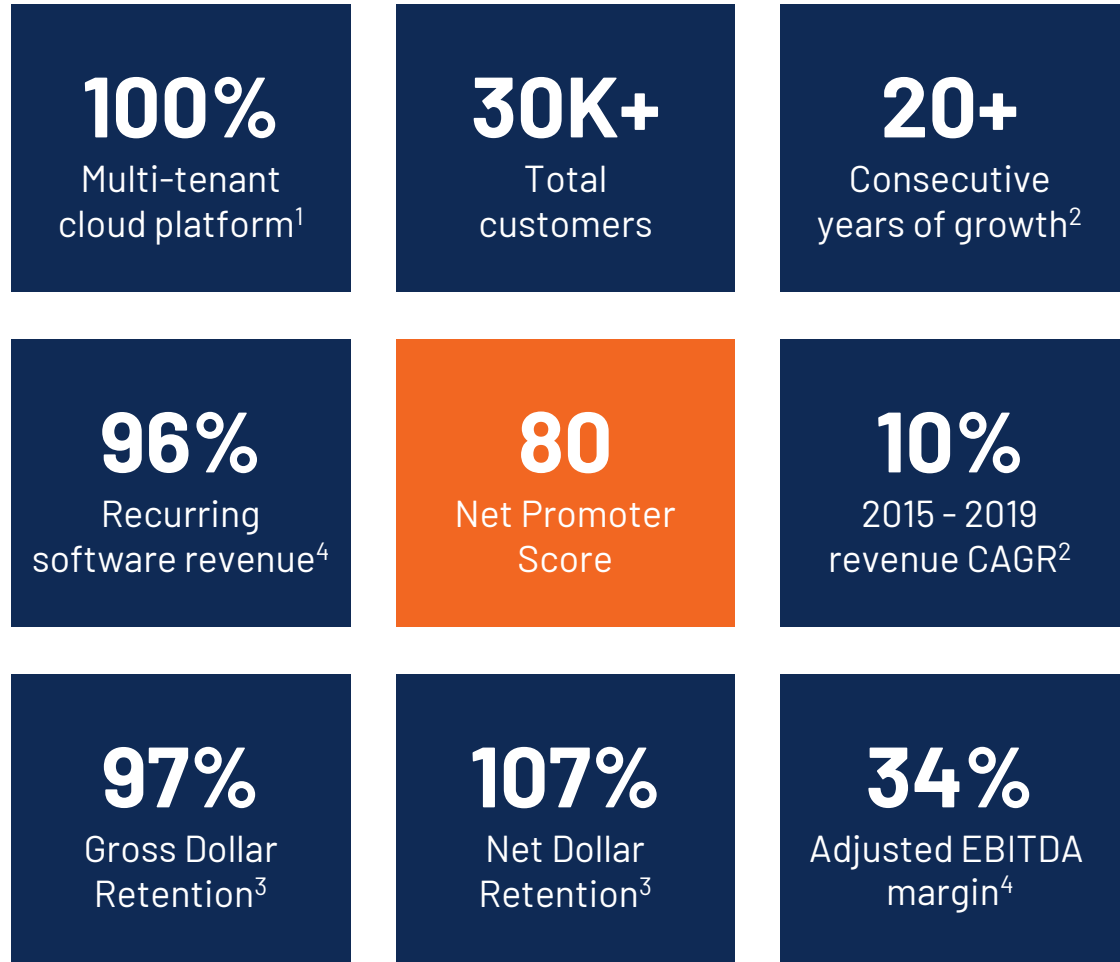 100%
Multi-tenant
cloud platform¹
30K+
Total
customers
20+
Consecutive
years of growth²
96%
Recurring
software revenue⁴
80
Net Promoter
Score
10%
2015 - 2019
revenue CAGR²
97%
Gross Dollar
Retention³
107%
Net Dollar
Retention³
34%
Adjusted EBITDA
margin⁴